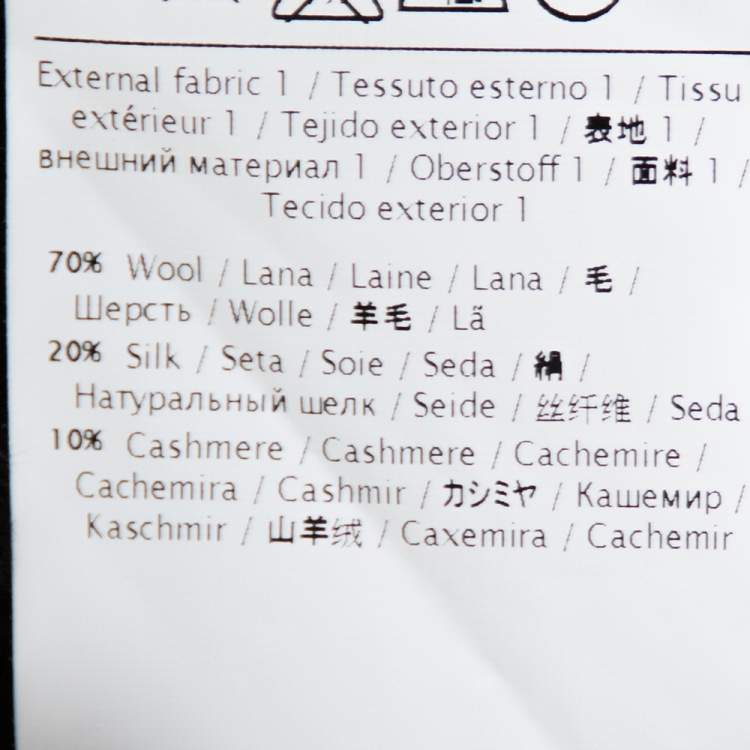 External fabric 1 / Tessuto esterno 1 / Tissu
extérieur 1 / Tejido exterior 1 / 表地 1 /
внешний материал 1 / Oberstoff 1 / 面料 1 /
Tecido exterior 1
70% Wool / Lana / Laine / Lana / 毛 /
Шерсть / Wolle / 羊毛 / Lã
20% Silk / Seta / Soie / Seda / 絹 /
Натуральный шелк / Seide / 丝纤维 / Seda
10% Cashmere / Cashmere / Cachemire /
Cachemira / Cashmir / カシミヤ / Кашемир /
Kaschmir / 山羊绒 / Caxemira / Cachemir